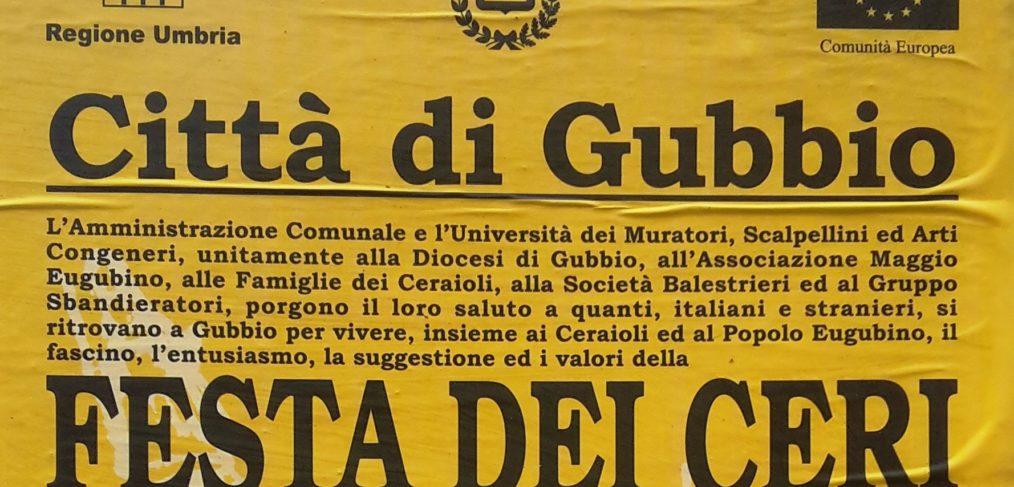 Regione Umbria
Comunità Europea
Città di Gubbio
L'Amministrazione Comunale e l'Università dei Muratori, Scalpellini ed Arti
Congeneri, unitamente alla Diocesi di Gubbio, all'Associazione Maggio
Eugubino, alle Famiglie dei Ceraioli, alla Società Balestrieri ed al Gruppo
Sbandieratori, porgono il loro saluto a quanti, italiani e stranieri, si
ritrovano a Gubbio per vivere, insieme ai Ceraioli ed al Popolo Eugubino, il
fascino, l'entusiasmo, la suggestione ed i valori della
FESTA DEI CERI